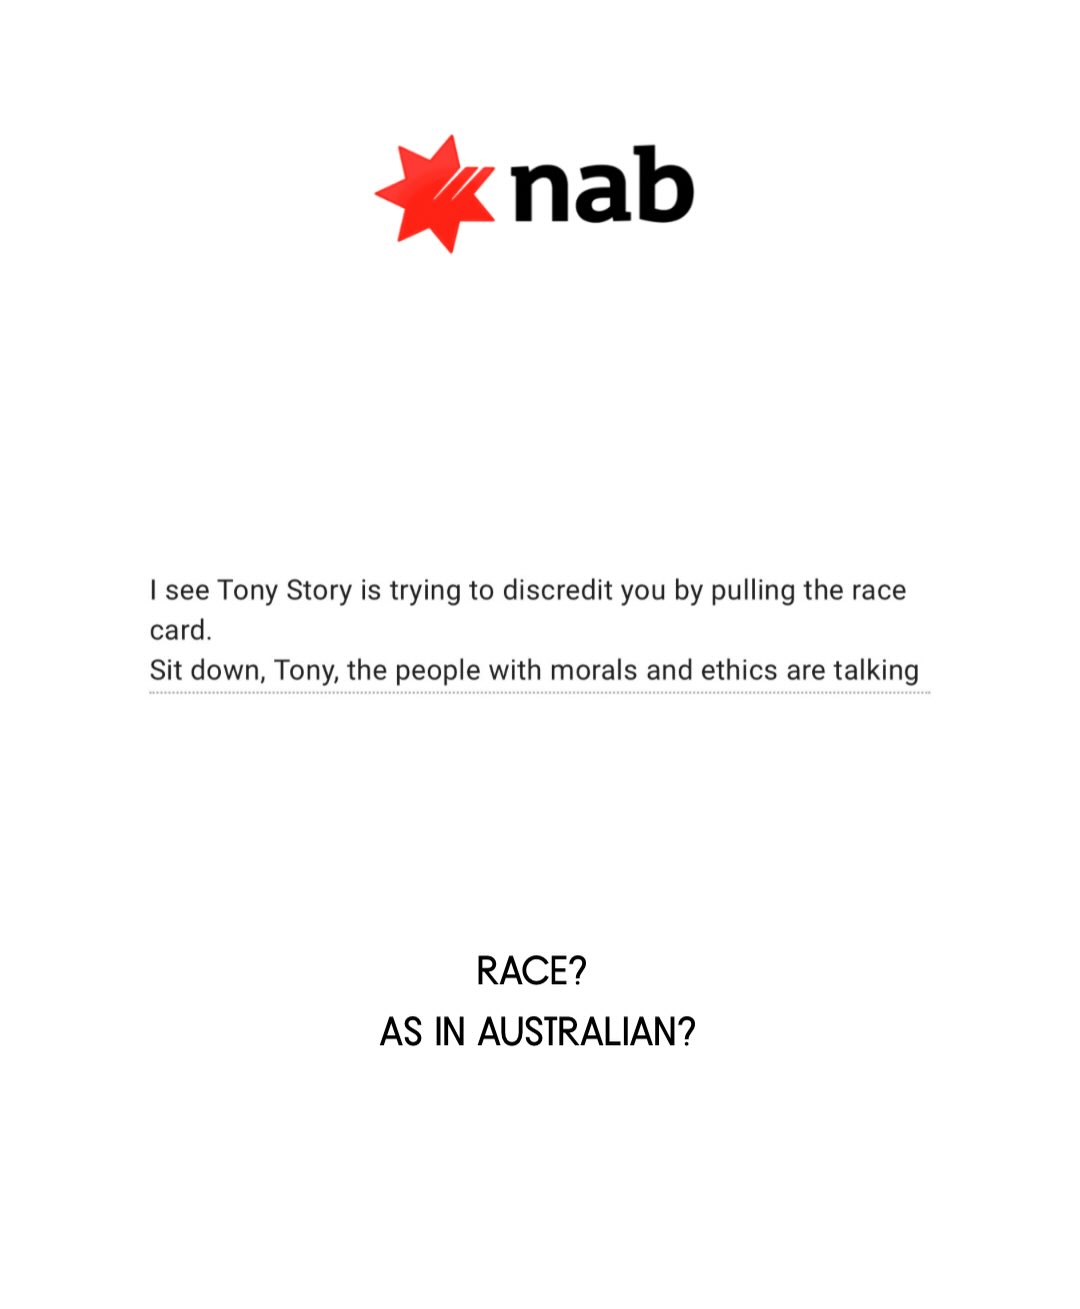 nab
I see Tony Story is trying to discredit you by pulling the race
card.
Sit down, Tony, the people with morals and ethics are talking
RACE?
AS IN AUSTRALIAN?